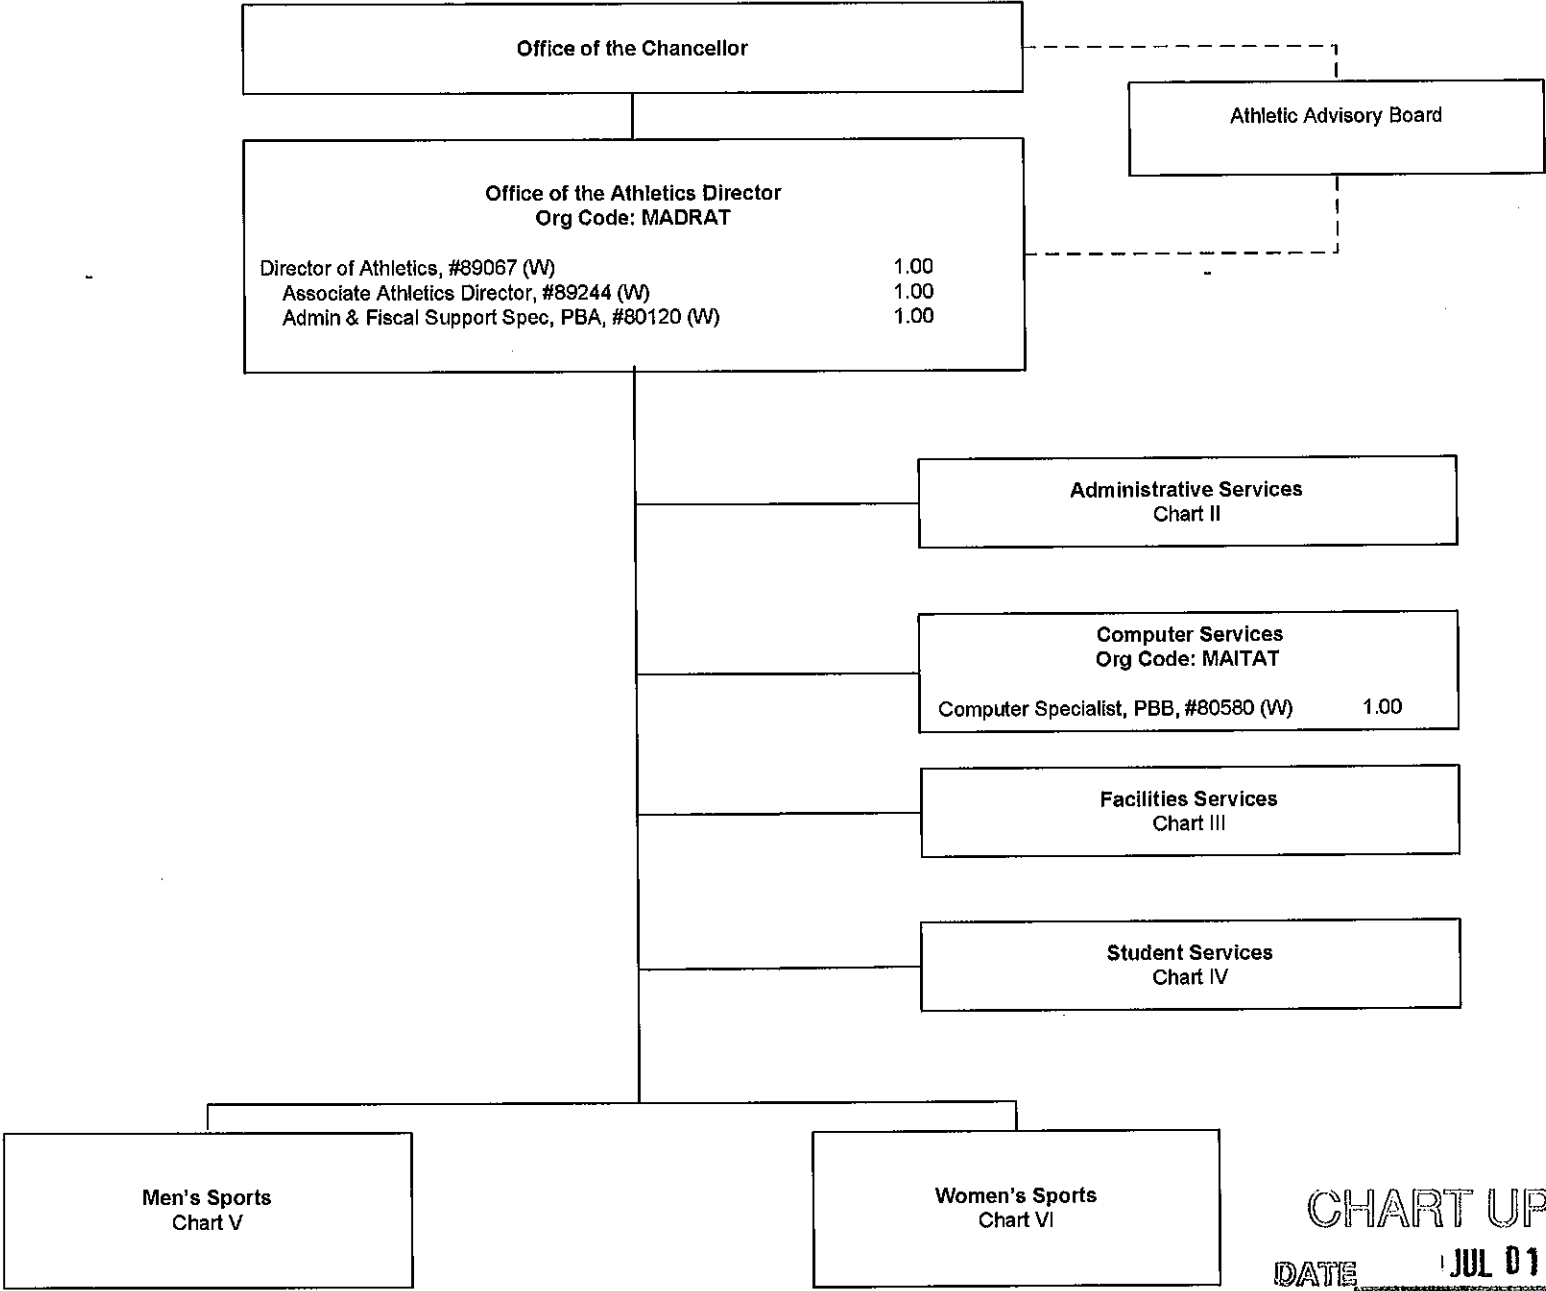 Office of the Chancellor
Athletic Advisory Board
Office of the Athletics Director
Org Code: MADRAT
Director of Athletics, #89067 (W) 1.00
Associate Athletics Director, #89244 (W) 1.00
Admin & Fiscal Support Spec, PBA, #80120 (W) 1.00
Administrative Services
Chart II
Computer Services
Org Code: MAITAT
Computer Specialist, PBB, #80580 (W) 1.00
Facilities Services
Chart III
Student Services
Chart IV
Men's Sports
Chart V
Women's Sports
Chart VI
CHART UP
DATE JUL 01